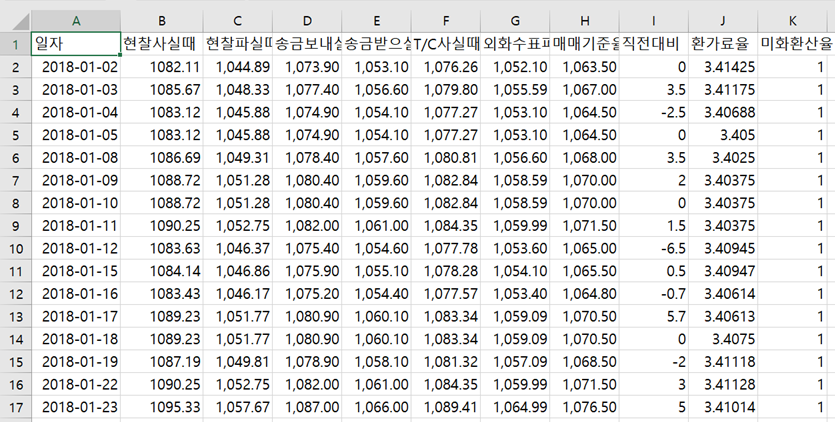 A B C D E F G H I J K
1 일자 현찰사실때 현찰파실때 송금보내실 송금받으실 T/C사실때 외화수표파 매매기준율 직전대비 환가료율 미화환산율
2 2018-01-02 1082.11 1,044.89 1,073.90 1,053.10 1,076.26 1,052.10 1,063.50 0 3.41425 1
3 2018-01-03 1085.67 1,048.33 1,077.40 1,056.60 1,079.80 1,055.59 1,067.00 3.5 3.41175 1
4 2018-01-04 1083.12 1,045.88 1,074.90 1,054.10 1,077.27 1,053.10 1,064.50 -2.5 3.40688 1
5 2018-01-05 1083.12 1,045.88 1,074.90 1,054.10 1,077.27 1,053.10 1,064.50 0 3.405 1
6 2018-01-08 1086.69 1,049.31 1,078.40 1,057.60 1,080.81 1,056.60 1,068.00 3.5 3.4025 1
7 2018-01-09 1088.72 1,051.28 1,080.40 1,059.60 1,082.84 1,058.59 1,070.00 2 3.40375 1
8 2018-01-10 1088.72 1,051.28 1,080.40 1,059.60 1,082.84 1,058.59 1,070.00 0 3.40375 1
9 2018-01-11 1090.25 1,052.75 1,082.00 1,061.00 1,084.35 1,059.99 1,071.50 1.5 3.40375 1
10 2018-01-12 1083.63 1,046.37 1,075.40 1,054.60 1,077.78 1,053.60 1,065.00 -6.5 3.40945 1
11 2018-01-15 1084.14 1,046.86 1,075.90 1,055.10 1,078.28 1,054.10 1,065.50 0.5 3.40947 1
12 2018-01-16 1083.43 1,046.17 1,075.20 1,054.40 1,077.57 1,053.40 1,064.80 -0.7 3.40614 1
13 2018-01-17 1089.23 1,051.77 1,080.90 1,060.10 1,083.34 1,059.09 1,070.50 5.7 3.40613 1
14 2018-01-18 1089.23 1,051.77 1,080.90 1,060.10 1,083.34 1,059.09 1,070.50 0 3.4075 1
15 2018-01-19 1087.19 1,049.81 1,078.90 1,058.10 1,081.32 1,057.09 1,068.50 -2 3.41118 1
16 2018-01-22 1090.25 1,052.75 1,082.00 1,061.00 1,084.35 1,059.99 1,071.50 3 3.41128 1
17 2018-01-23 1095.33 1,057.67 1,087.00 1,066.00 1,089.41 1,064.99 1,076.50 5 3.41014 1